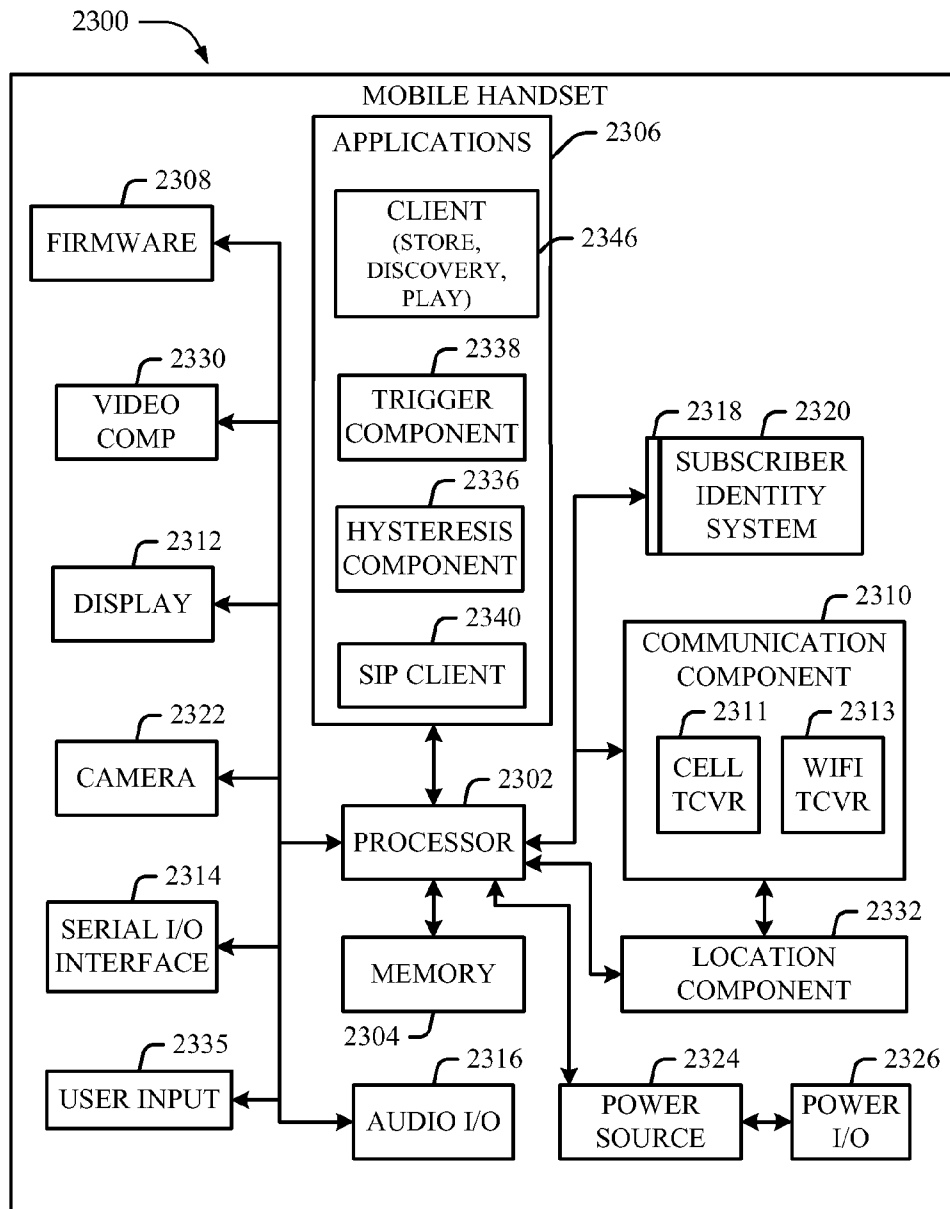 2300
MOBILE HANDSET
APPLICATIONS
2306
CLIENT
(STORE,
DISCOVERY,
PLAY)
2346
2338
TRIGGER
COMPONENT
2336
HYSTERESIS
COMPONENT
2340
SIP CLIENT
2308
FIRMWARE
2330
VIDEO
COMP
2312
DISPLAY
2322
CAMERA
2314
SERIAL I/O
INTERFACE
2335
USER INPUT
2302
PROCESSOR
MEMORY
2304
2316
AUDIO I/O
2318
2320
SUBSCRIBER
IDENTITY
SYSTEM
2310
COMMUNICATION
COMPONENT
2311
CELL
TCVR
2313
WIFI
TCVR
2332
LOCATION
COMPONENT
2324
POWER
SOURCE
2326
POWER
I/O